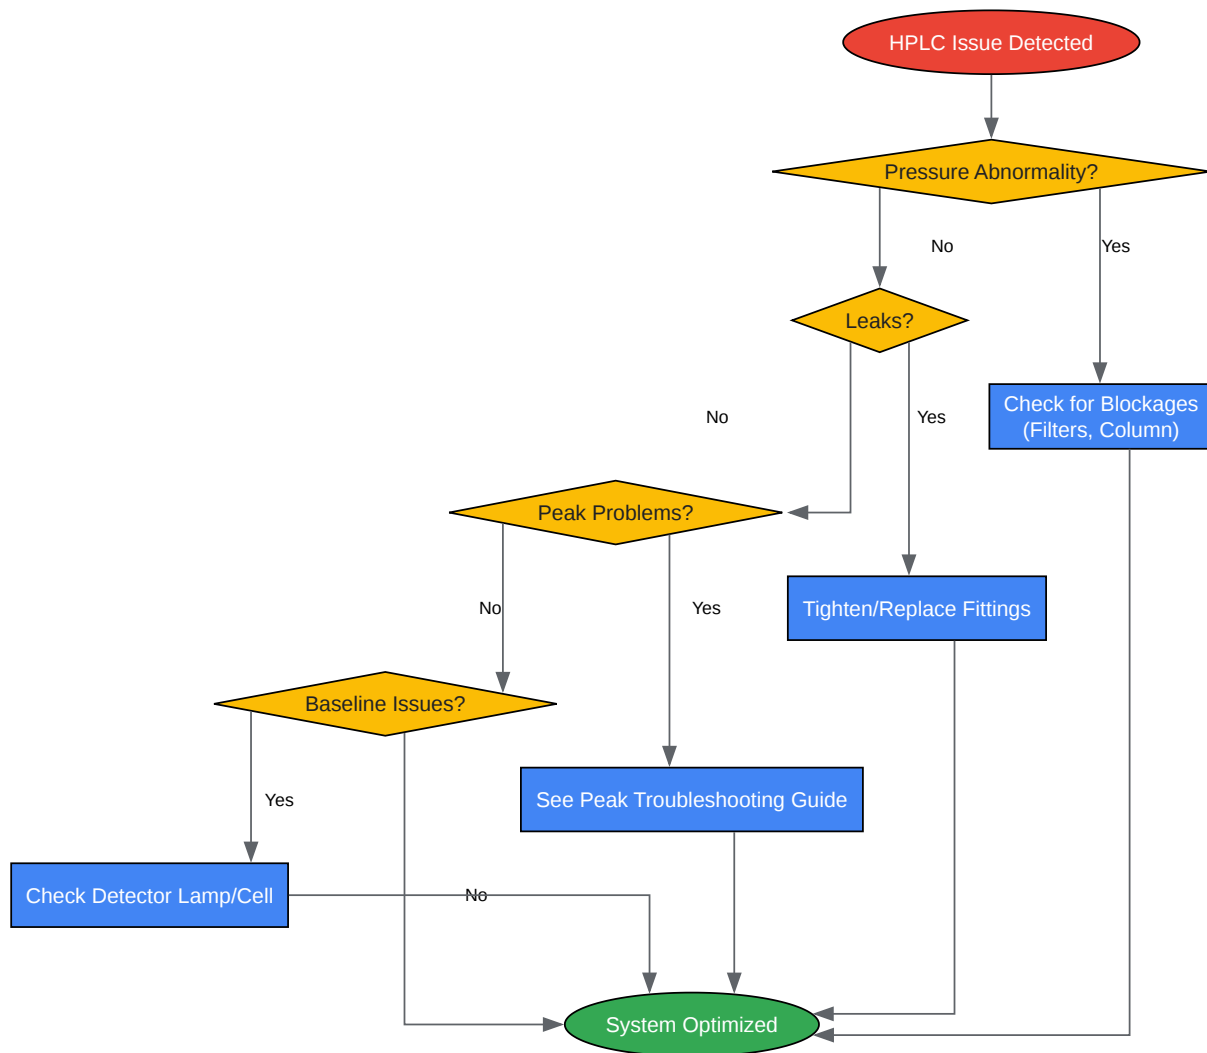 HPLC Issue Detected
Pressure Abnormality?
No
Yes
Leaks?
Check for Blockages
(Filters, Column)
No
Yes
Peak Problems?
No
Yes
Tighten/Replace Fittings
Baseline Issues?
Yes
See Peak Troubleshooting Guide
Check Detector Lamp/Cell
No
System Optimized